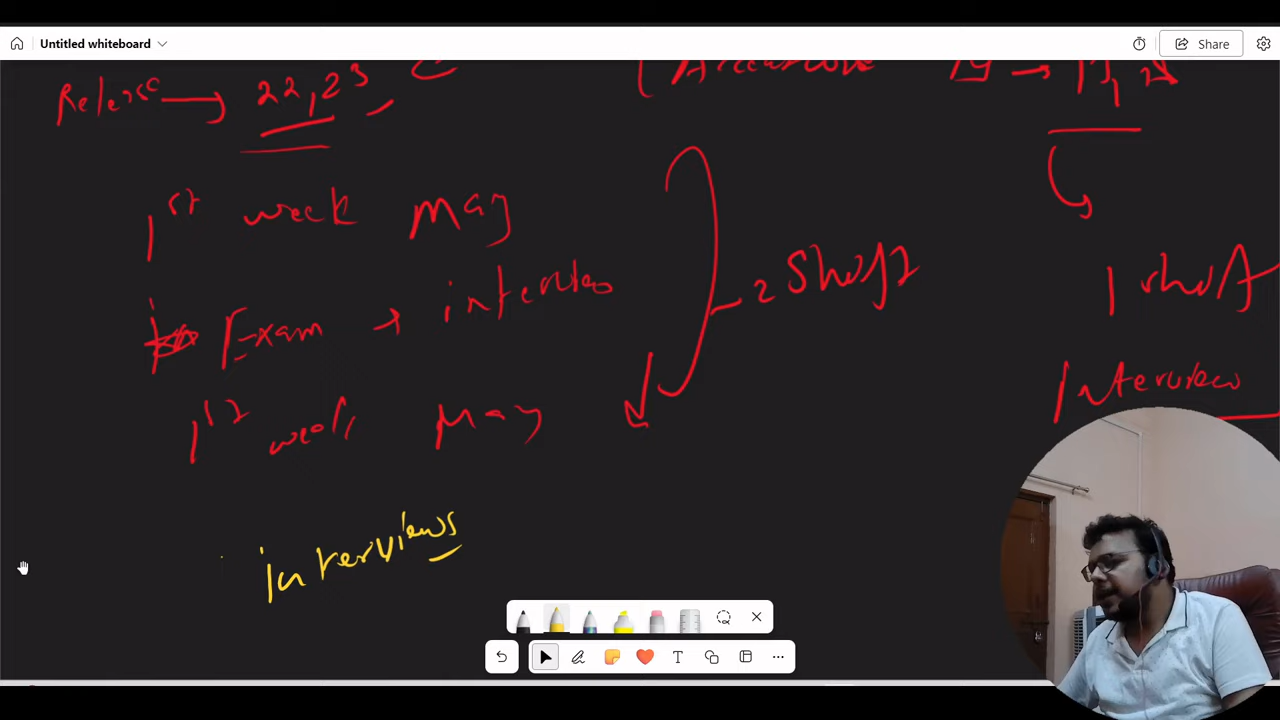 Untitled whiteboard
Share
Release → 22,23
1st week May
Exam → interview
2 Shift
1 shift
1st week May
Interview
interviews